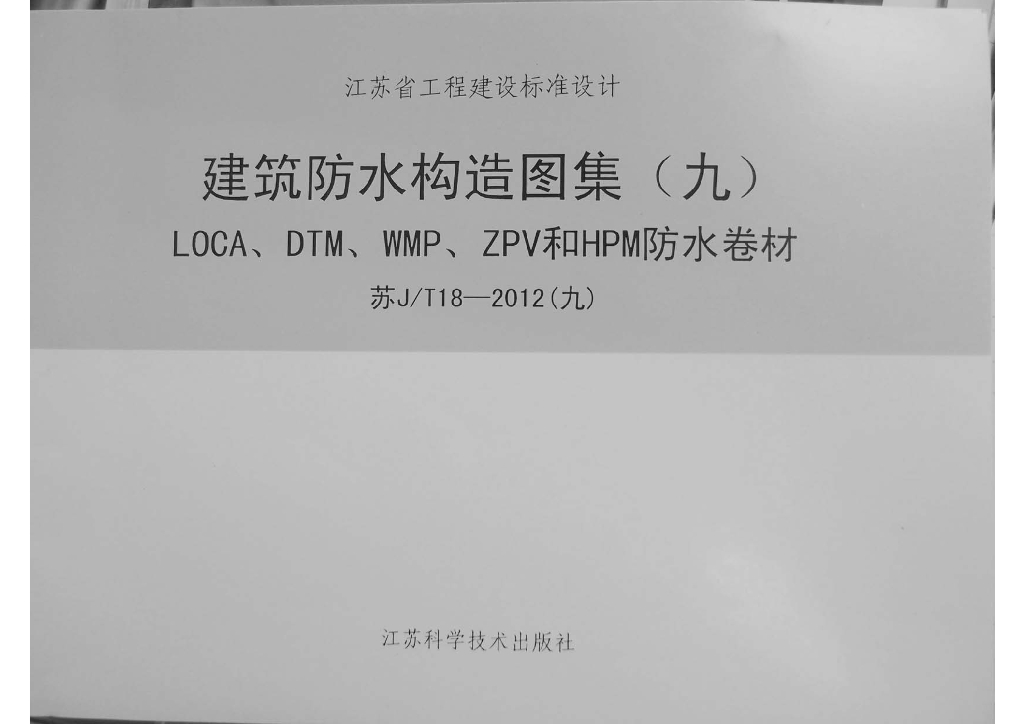 江苏省工程建设标准设计
建筑防水构造图集（九）
LOCA、DTM、WMP、ZPV和HPM防水卷材
苏J/T18—2012(九)
江苏科学技术出版社